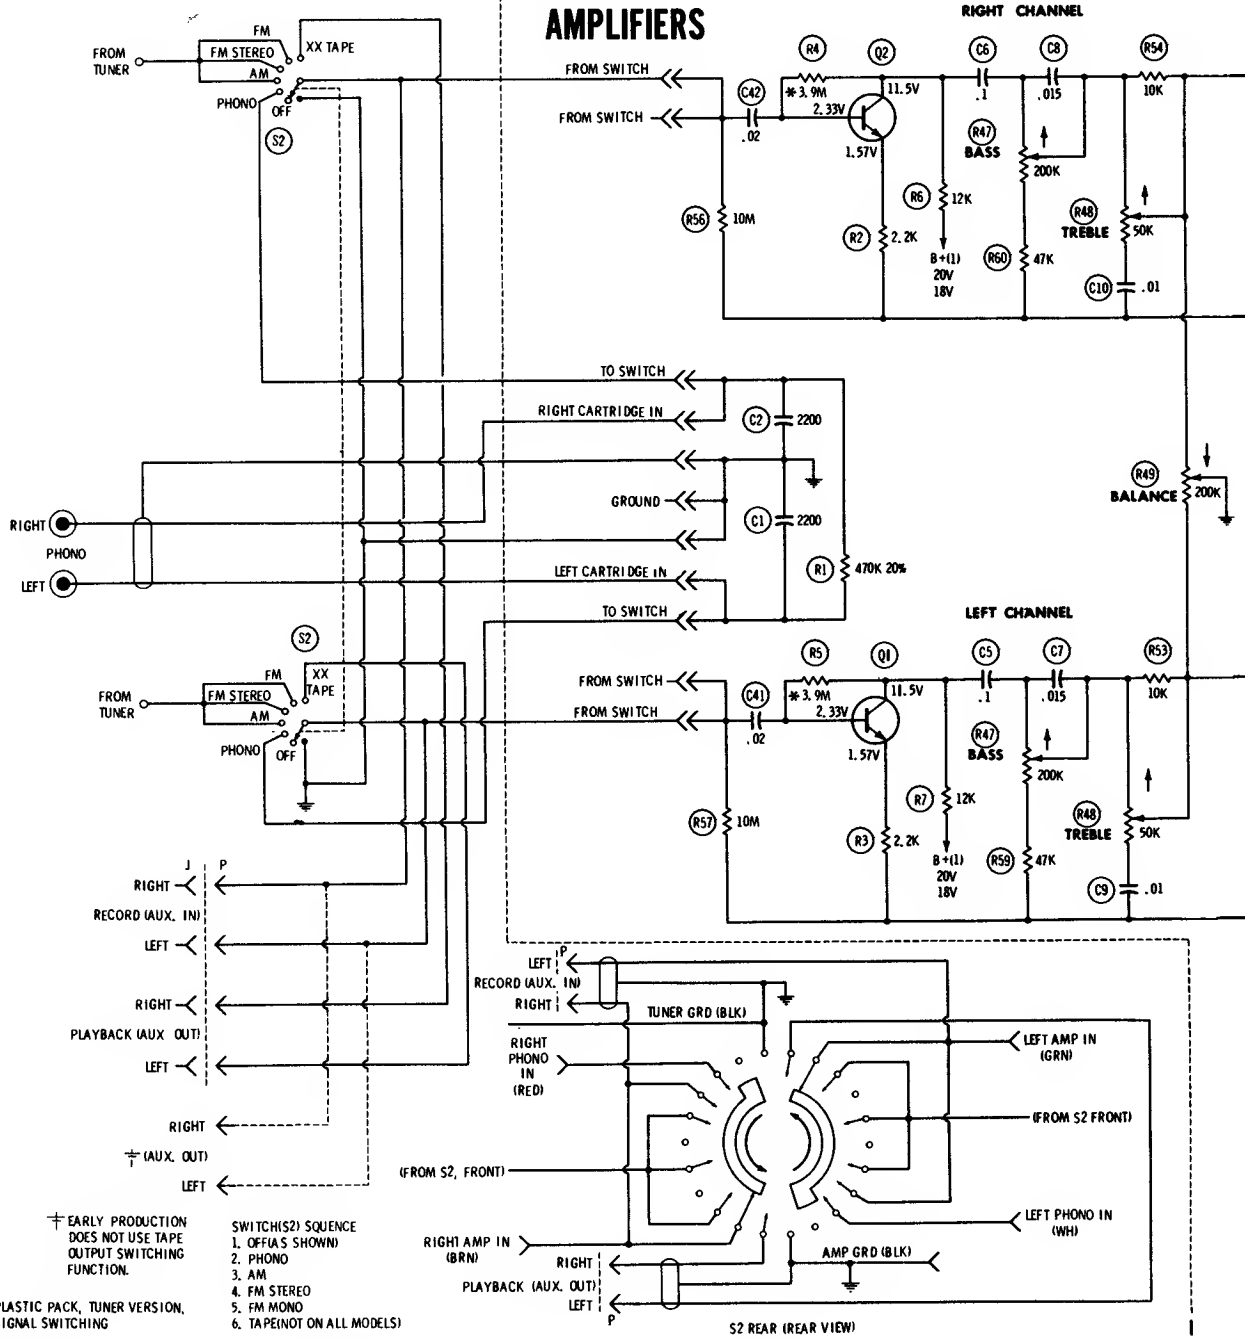 AMPLIFIERS
RIGHT CHANNEL
FM
FROM
TUNER
FM STEREO
XX TAPE
AM
PHONO
OFF
S2
FROM SWITCH
FROM SWITCH
C42
.02
R4
* 3.9M
2.33V
Q2
11.5V
1.57V
C6
.1
C8
.015
R54
10K
R47
BASS
200K
R56
10M
R6
12K
R2
2.2K
B+(1)
20V
18V
R60
47K
R48
TREBLE
50K
C10
.01
TO SWITCH
RIGHT CARTRIDGE IN
C2
2200
GROUND
C1
2200
R1
470K 20%
LEFT CARTRIDGE IN
TO SWITCH
R49
BALANCE
200K
RIGHT
PHONO
LEFT
LEFT CHANNEL
S2
FM
XX
TAPE
FROM
TUNER
FM STEREO
AM
PHONO
OFF
FROM SWITCH
FROM SWITCH
C41
.02
R5
* 3.9M
2.33V
Q1
11.5V
1.57V
C5
.1
C7
.015
R53
10K
R47
BASS
200K
R57
10M
R7
12K
R3
2.2K
B+(1)
20V
18V
R59
47K
R48
TREBLE
50K
C9
.01
J P
RIGHT
RECORD (AUX. IN)
LEFT
RIGHT
PLAYBACK (AUX OUT)
LEFT
RIGHT
(AUX. OUT)
LEFT
LEFT
P
RECORD (AUX. IN)
RIGHT
TUNER GRD (BLK)
RIGHT
PHONO
IN
(RED)
LEFT AMP IN
(GRN)
(FROM S2 FRONT)
(FROM S2, FRONT)
LEFT PHONO IN
(WH)
RIGHT AMP IN
(BRN)
RIGHT
AMP GRD (BLK)
PLAYBACK (AUX. OUT)
LEFT
P
S2 REAR (REAR VIEW)
EARLY PRODUCTION
DOES NOT USE TAPE
OUTPUT SWITCHING
FUNCTION.
SWITCH(S2) SQUENCE
1. OFF(AS SHOWN)
2. PHONO
3. AM
4. FM STEREO
5. FM MONO
6. TAPE(NOT ON ALL MODELS)
PLASTIC PACK, TUNER VERSION,
IGNAL SWITCHING